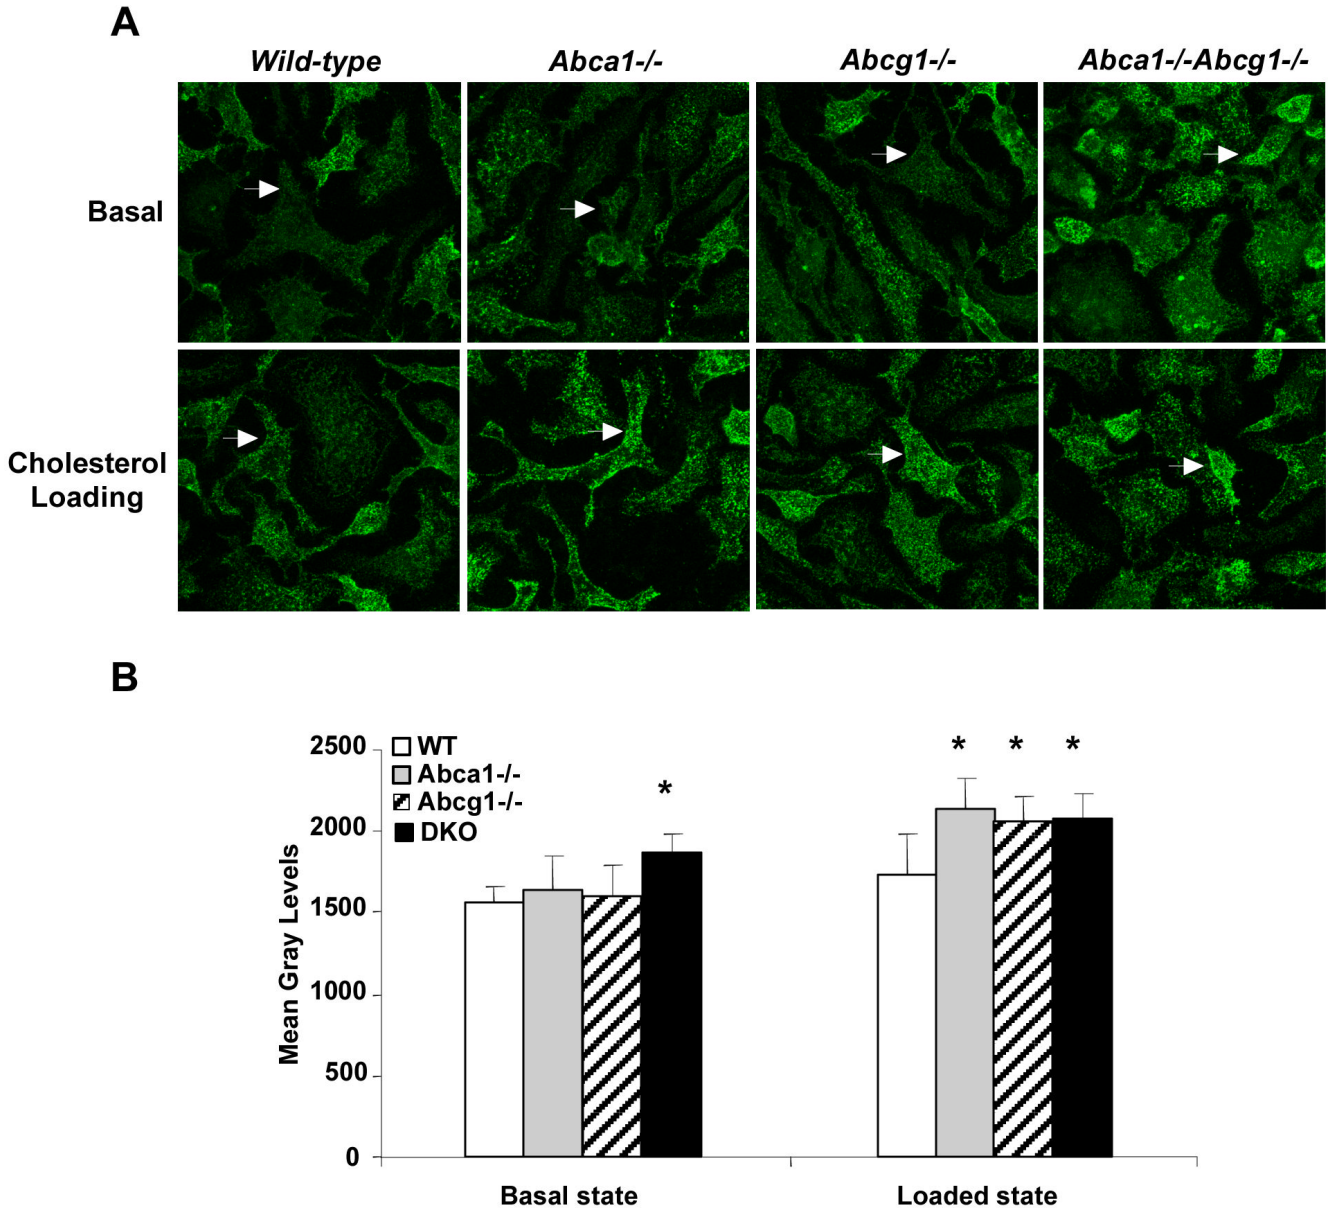 A
Wild-type Abca1-/- Abcg1-/- Abca1-/-Abcg1-/-
Basal
Cholesterol
Loading
B
2500
2000
1500
1000
500
0
Mean Gray Levels
WT
Abca1-/-
Abcg1-/-
DKO
*
* * *
Basal state Loaded state